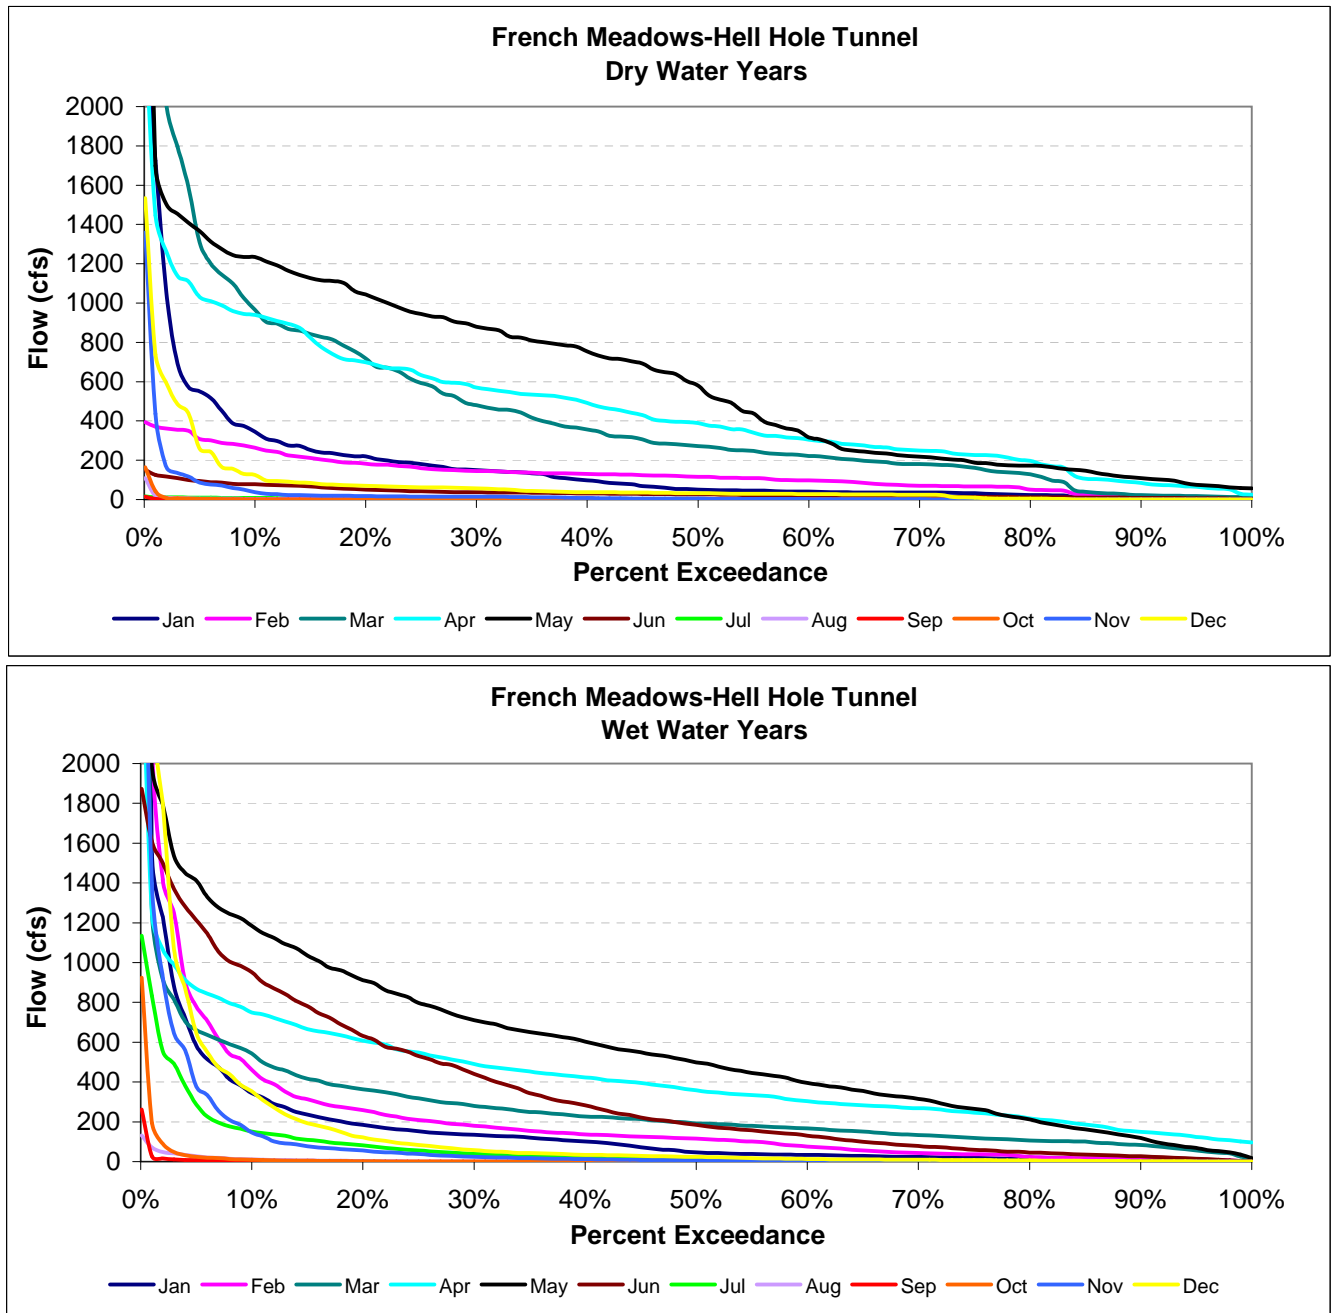 French Meadows-Hell Hole Tunnel
Dry Water Years
2000
1800
1600
1400
1200
1000
800
600
400
200
0
Flow (cfs)
0% 10% 20% 30% 40% 50% 60% 70% 80% 90% 100%
Percent Exceedance
Jan Feb Mar Apr May Jun Jul Aug Sep Oct Nov Dec
French Meadows-Hell Hole Tunnel
Wet Water Years
2000
1800
1600
1400
1200
1000
800
600
400
200
0
Flow (cfs)
0% 10% 20% 30% 40% 50% 60% 70% 80% 90% 100%
Percent Exceedance
Jan Feb Mar Apr May Jun Jul Aug Sep Oct Nov Dec